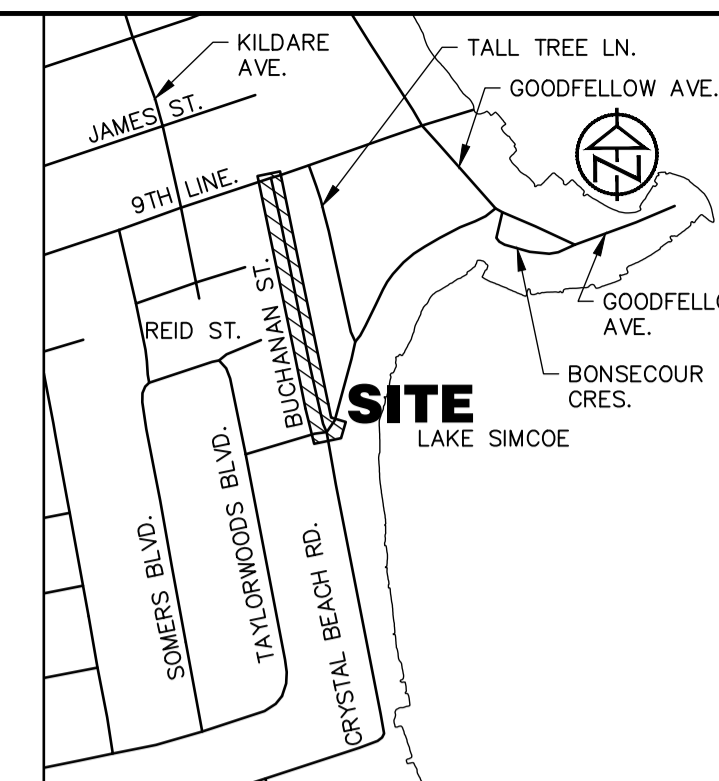 KILDARE
AVE.
TALL TREE LN.
GOODFELLOW AVE.
JAMES ST.
9TH LINE.
N
BUCHANAN ST.
REID ST.
GOODFELLO
AVE.
BONSECOUR
CRES.
SITE
LAKE SIMCOE
SOMERS BLVD.
TAYLORWOODS BLVD.
CRYSTAL BEACH RD.